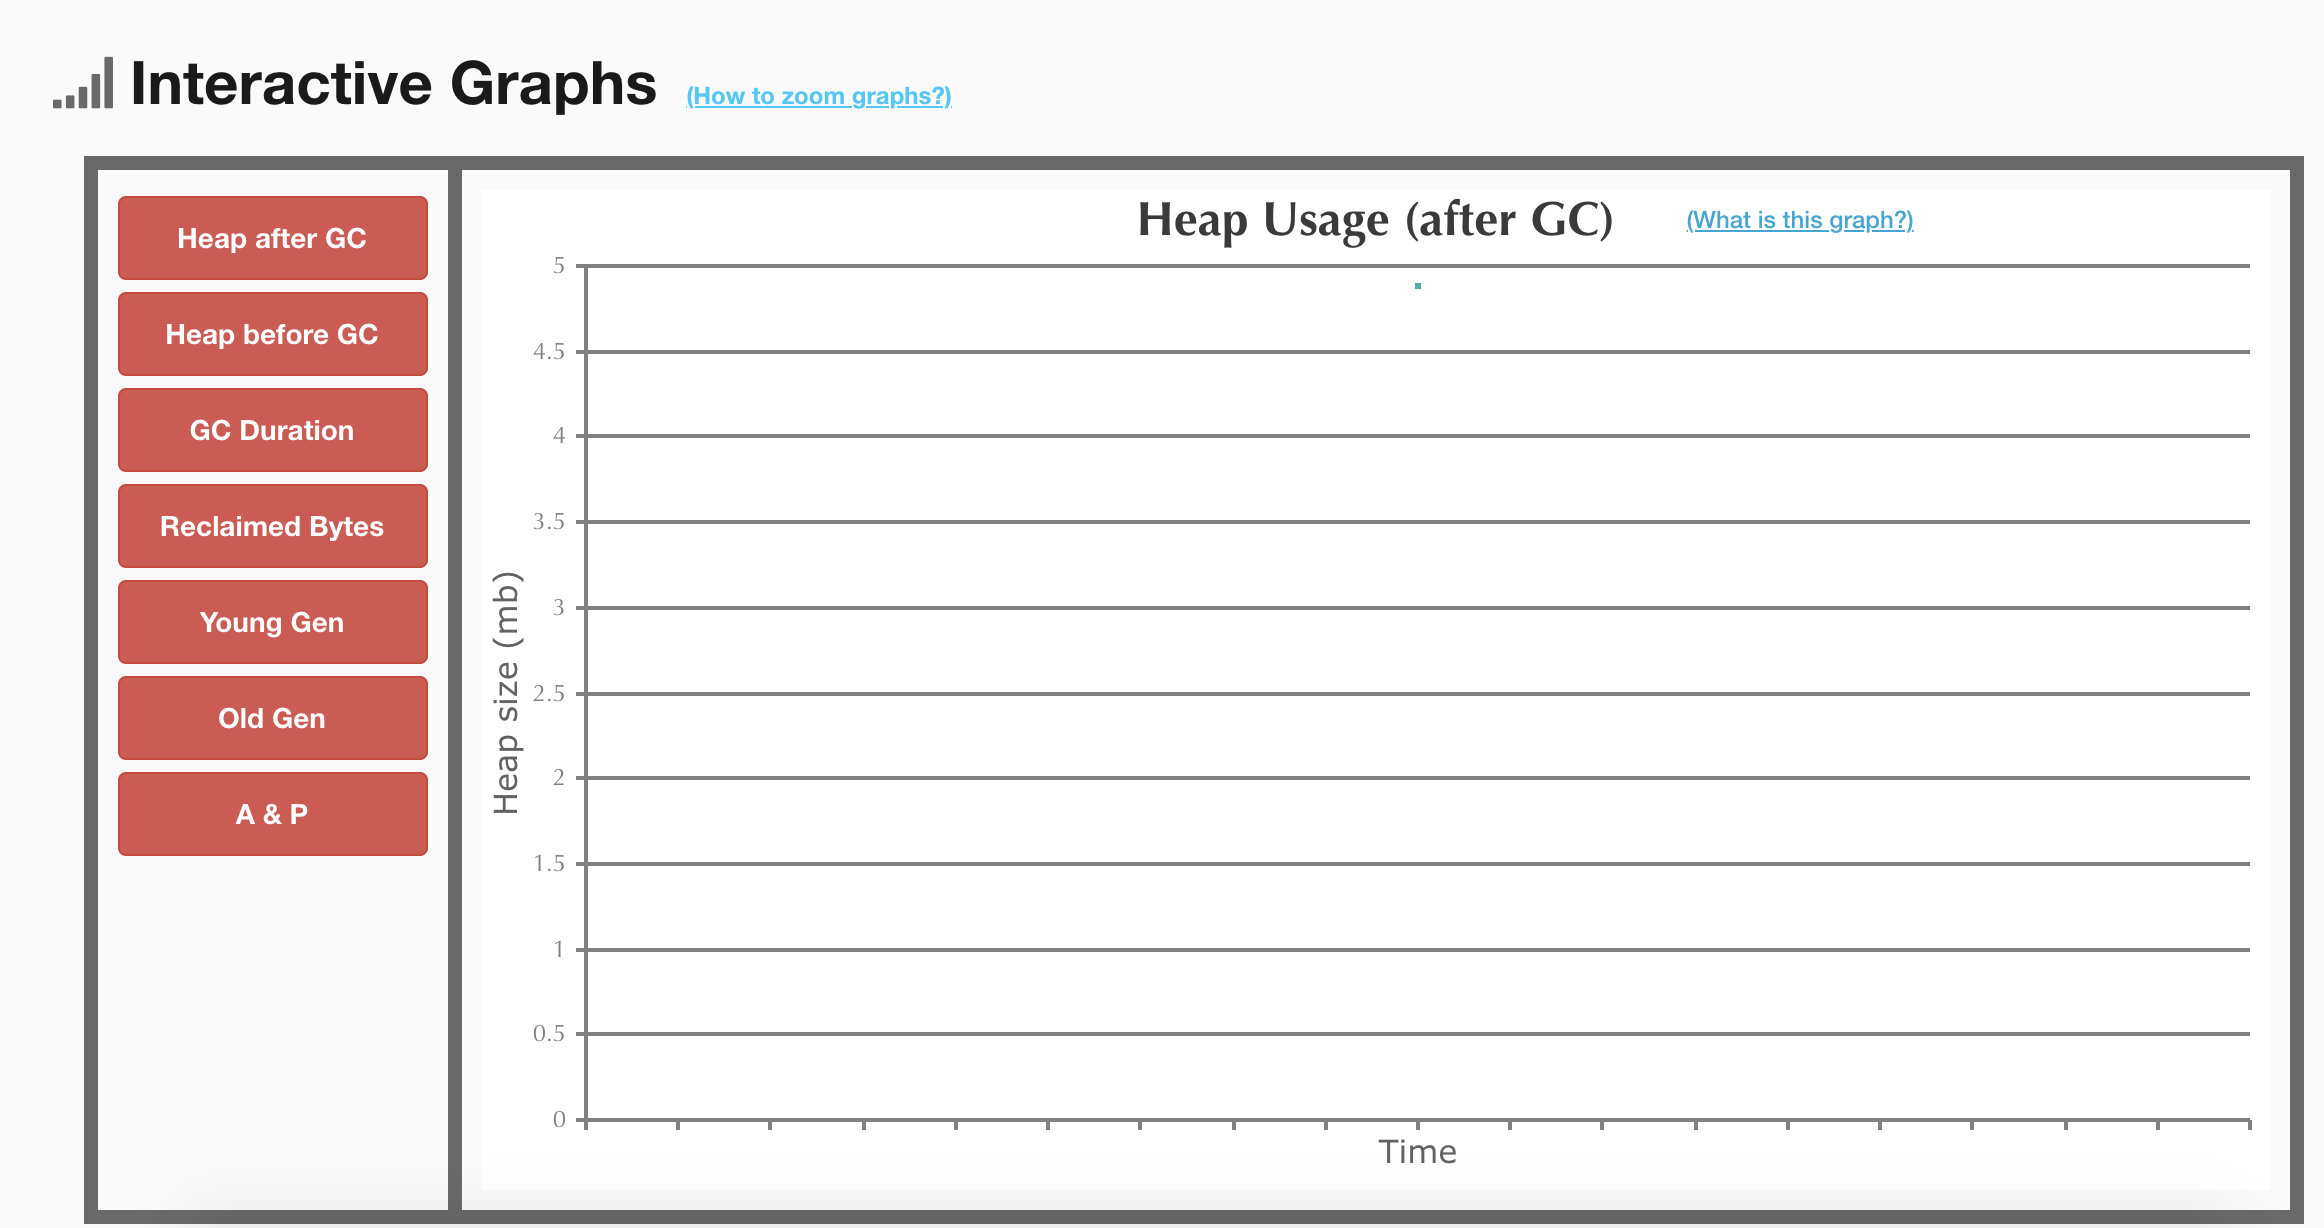 Interactive Graphs (How to zoom graphs?)
Heap after GC
Heap before GC
GC Duration
Reclaimed Bytes
Young Gen
Old Gen
A & P
Heap Usage (after GC) (What is this graph?)
Heap size (mb)
5
4.5
4
3.5
3
2.5
2
1.5
1
0.5
0
Time